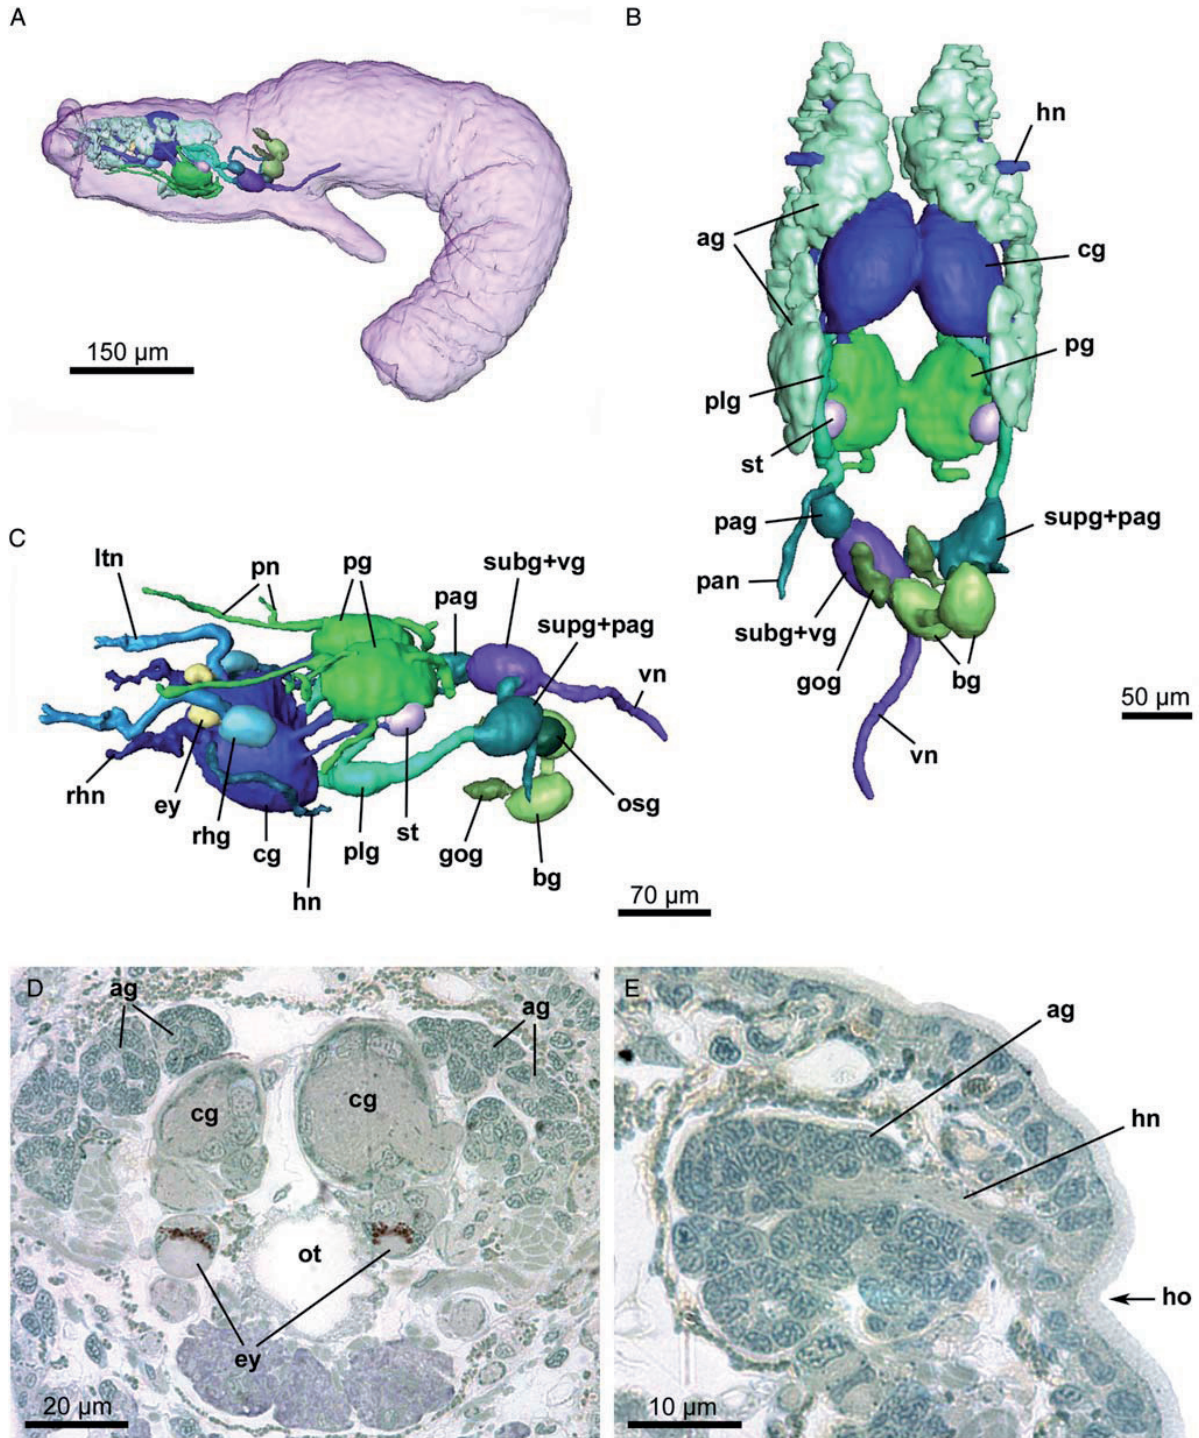 A
150 µm
B
hn
ag
cg
pg
plg
st
pag
supg+pag
pan
subg+vg
gog
bg
vn
50 µm
C
ltn
pn
pg
subg+vg
pag
supg+pag
vn
rhn
ey
rhg
cg
hn
plg
st
gog
bg
osg
70 µm
D
ag
ag
cg
cg
ot
ey
20 µm
E
ag
hn
ho
10 µm